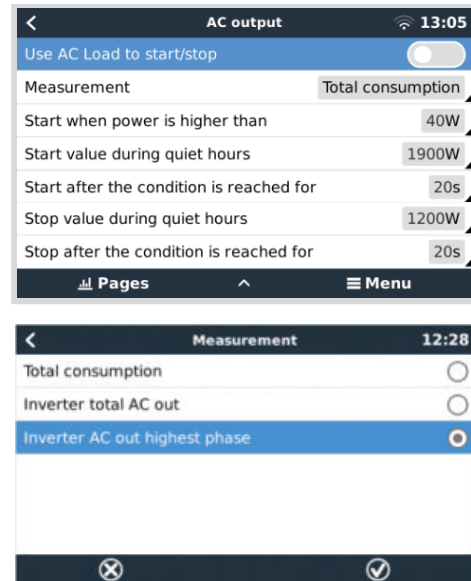 AC output 13:05
Use AC Load to start/stop
Measurement Total consumption
Start when power is higher than 40W
Start value during quiet hours 1900W
Start after the condition is reached for 20s
Stop value during quiet hours 1200W
Stop after the condition is reached for 20s
Pages Menu
Measurement 12:28
Total consumption
Inverter total AC out
Inverter AC out highest phase